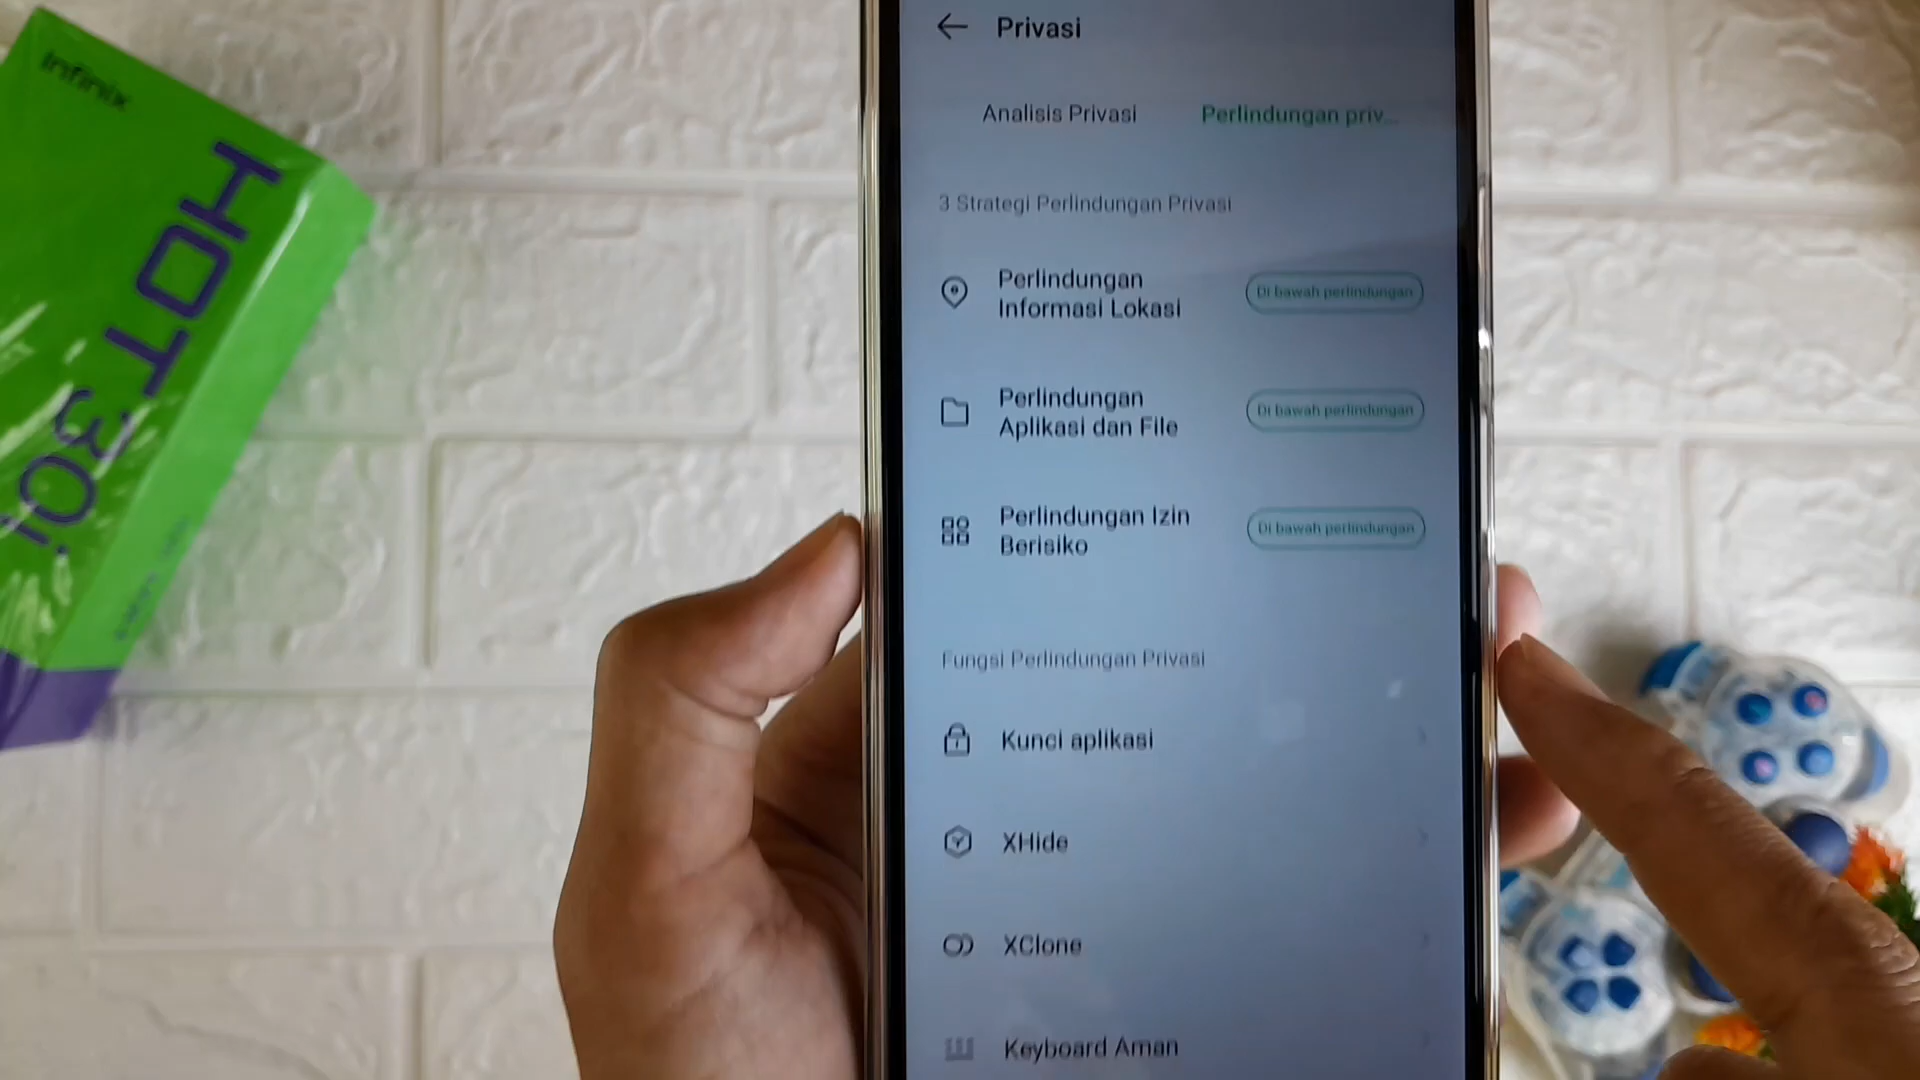 Infinix
HOT 30i
Privasi
Analisis Privasi
Perlindungan priv...
3 Strategi Perlindungan Privasi
Perlindungan
Informasi Lokasi
Di bawah perlindungan
Perlindungan
Aplikasi dan File
Di bawah perlindungan
Perlindungan Izin
Berisiko
Di bawah perlindungan
Fungsi Perlindungan Privasi
Kunci aplikasi
XHide
XClone
Keyboard Aman